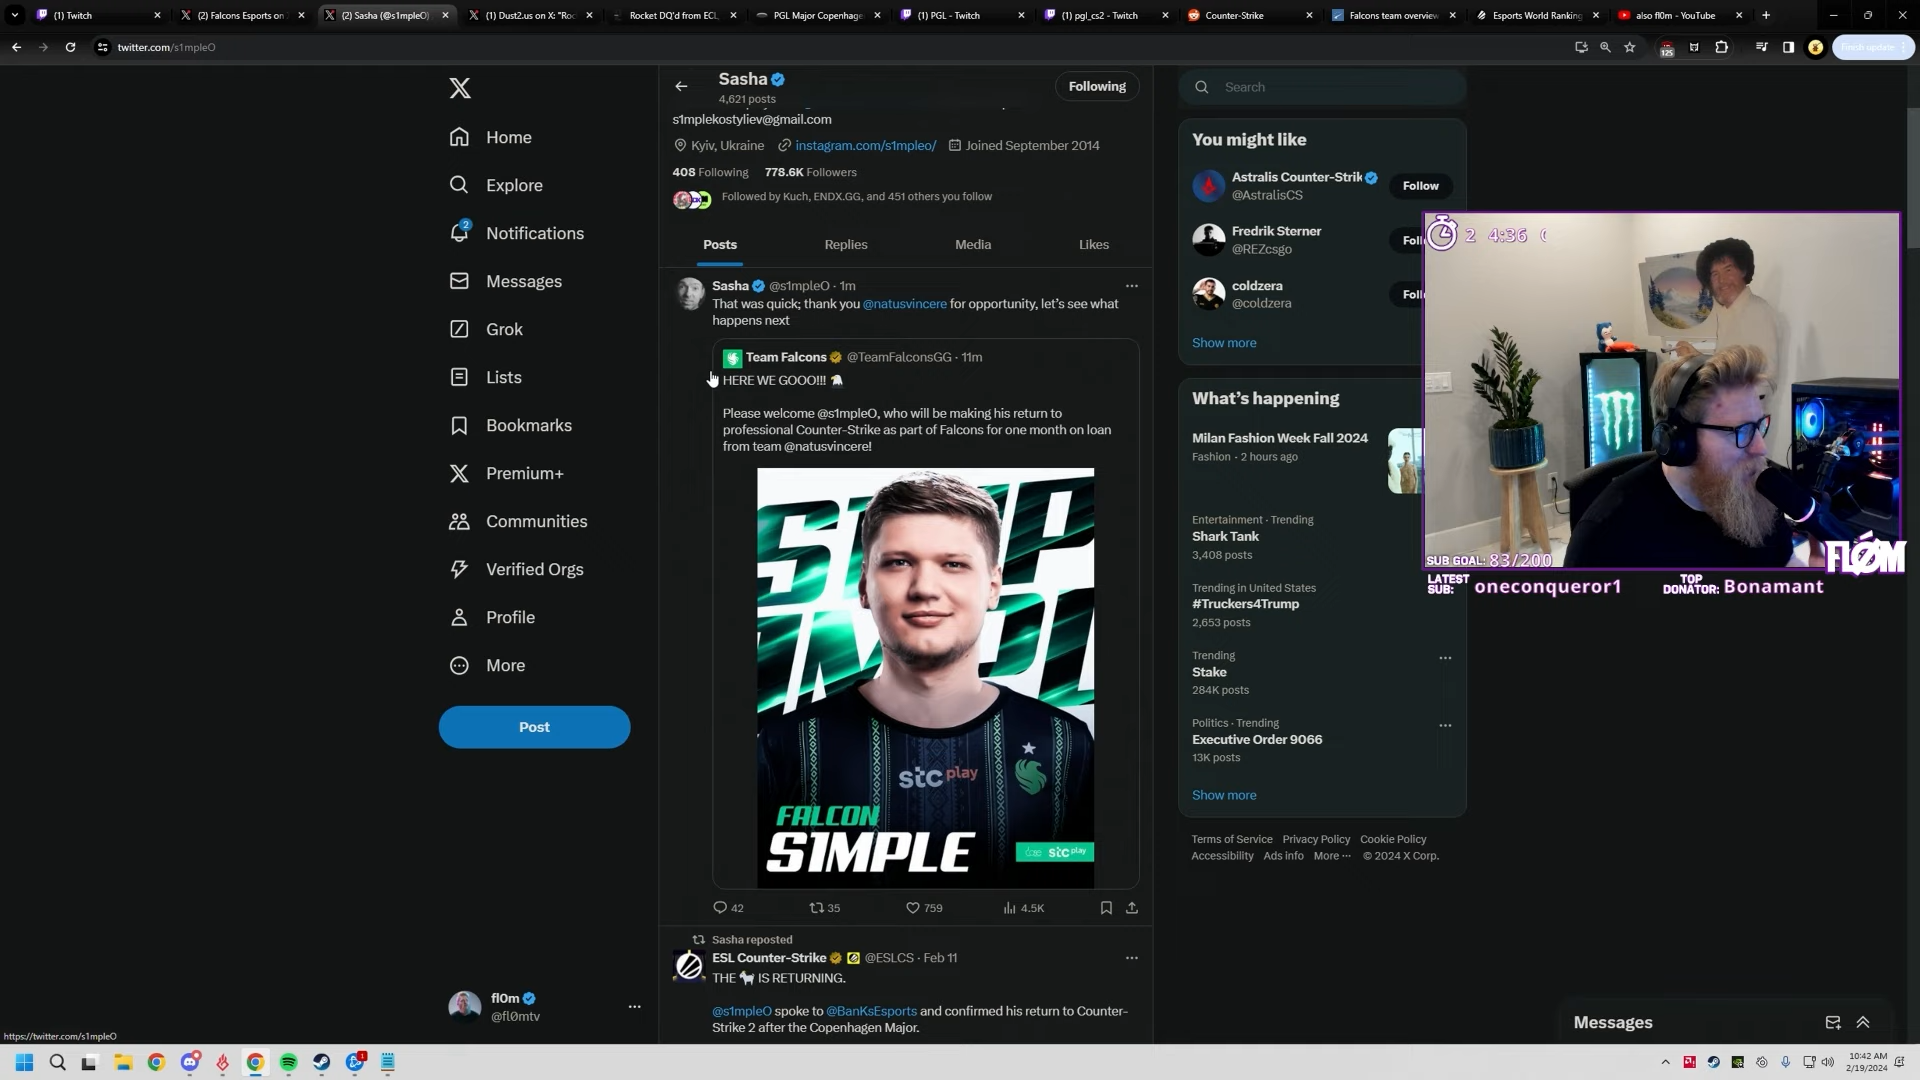 (1) Twitch
(2) Falcons Esports on X
(2) Sasha (@s1mpleO)
(1) Dust2.us on X: "Roc
Rocket DQ'd from ECL
PGL Major Copenhage
(1) PGL - Twitch
(1) pgl_cs2 - Twitch
Counter-Strike
Falcons team overview
Esports World Ranking
also fl0m - YouTube
twitter.com/s1mpleO
125
Finish update
Home
Explore
2
Notifications
Messages
Grok
Lists
Bookmarks
Premium+
Communities
Verified Orgs
Profile
More
Post
fl0m
@fl0mtv
https://twitter.com/s1mpleO
Sasha
4,621 posts
Following
s1mplekostyliev@gmail.com
Kyiv, Ukraine
instagram.com/s1mpleo/
Joined September 2014
408 Following
778.6K Followers
Followed by Kuch, ENDX.GG, and 451 others you follow
Posts
Replies
Media
Likes
Sasha @s1mpleO · 1m
That was quick; thank you @natusvincere for opportunity, let's see what
happens next
Team Falcons @TeamFalconsGG · 11m
HERE WE GOOO!!! 🦅
Please welcome @s1mpleO, who will be making his return to
professional Counter-Strike as part of Falcons for one month on loan
from team @natusvincere!
stc play
FALCON
S1MPLE
stc play
42
35
759
4.5K
Sasha reposted
ESL Counter-Strike @ESLCS · Feb 11
THE 🐐 IS RETURNING.
@s1mpleO spoke to @BanKsEsports and confirmed his return to Counter-
Strike 2 after the Copenhagen Major.
Search
You might like
Astralis Counter-Strik
@AstralisCS
Follow
Fredrik Sterner
@REZcsgo
Foll
coldzera
@coldzera
Foll
Show more
What's happening
Milan Fashion Week Fall 2024
Fashion · 2 hours ago
Entertainment · Trending
Shark Tank
3,408 posts
Trending in United States
#Truckers4Trump
2,653 posts
Trending
Stake
284K posts
Politics · Trending
Executive Order 9066
13K posts
Show more
Terms of Service Privacy Policy Cookie Policy
Accessibility Ads info More ··· © 2024 X Corp.
2 4:36
SUB GOAL: 83/200
FLØM
LATEST SUB: oneconqueror1
TOP DONATOR: Bonamant
Messages
10:42 AM
2/19/2024